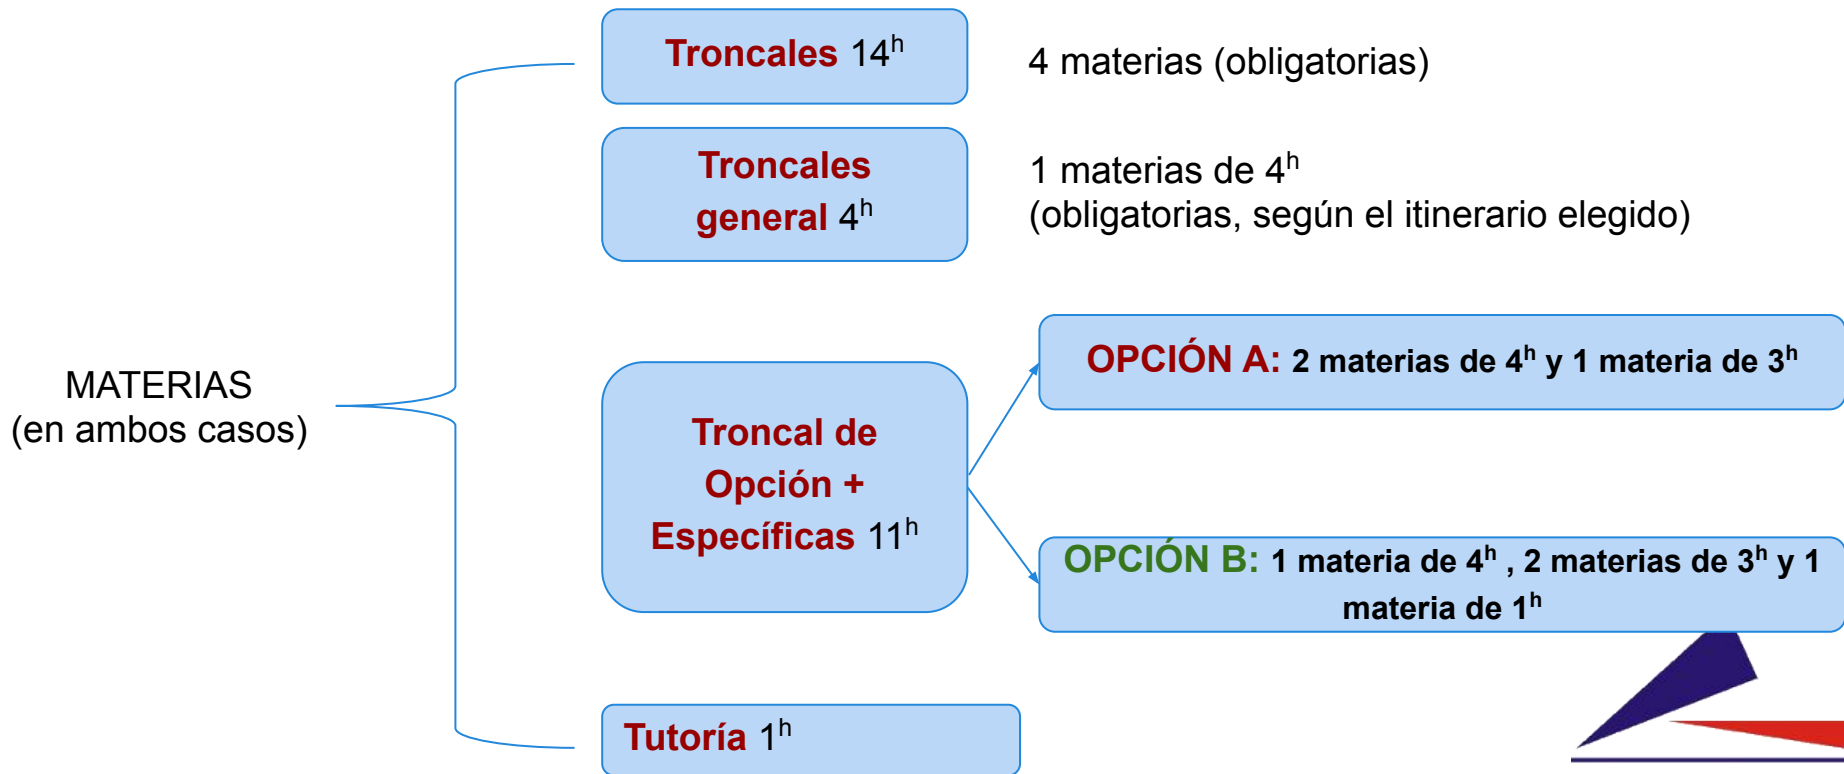 Troncales 14ʰ
4 materias (obligatorias)
Troncales
general 4ʰ
1 materias de 4ʰ
(obligatorias, según el itinerario elegido)
MATERIAS
(en ambos casos)
Troncal de
Opción +
Específicas 11ʰ
OPCIÓN A: 2 materias de 4ʰ y 1 materia de 3ʰ
OPCIÓN B: 1 materia de 4ʰ , 2 materias de 3ʰ y 1
materia de 1ʰ
Tutoría 1ʰ